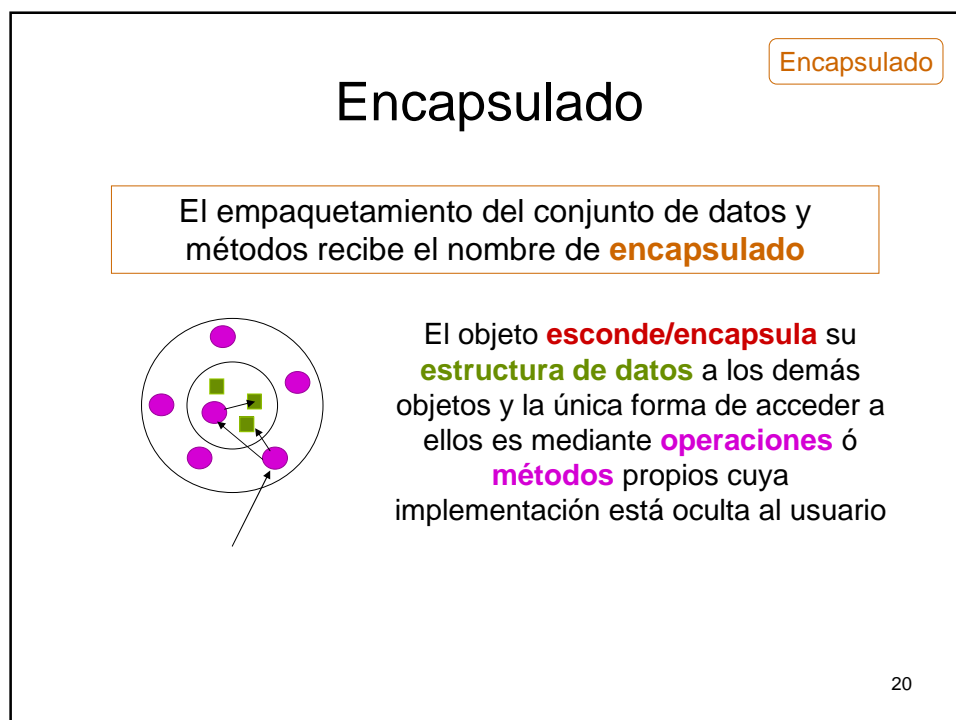 Encapsulado
Encapsulado
El empaquetamiento del conjunto de datos y
métodos recibe el nombre de encapsulado
El objeto esconde/encapsula su
estructura de datos a los demás
objetos y la única forma de acceder a
ellos es mediante operaciones ó
métodos propios cuya
implementación está oculta al usuario
20